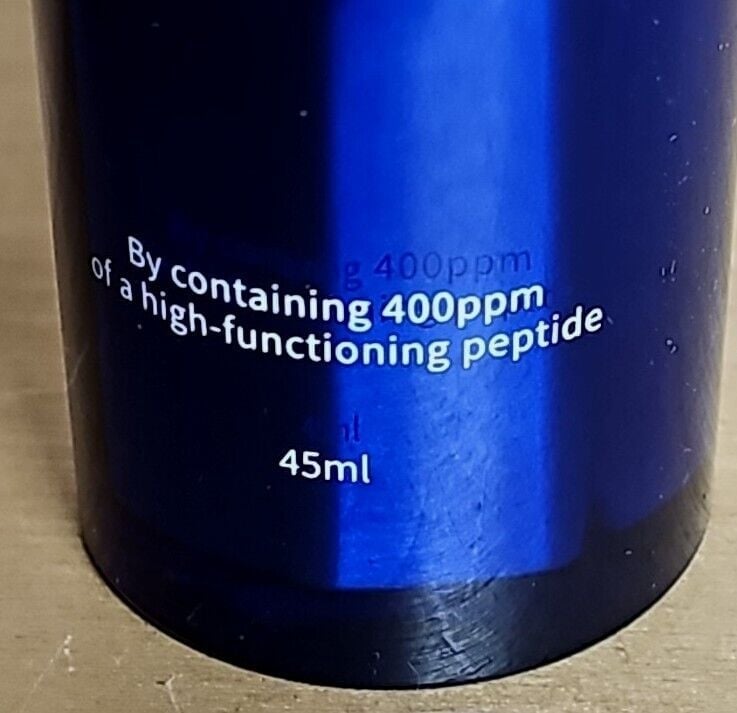 By containing 400ppm
of a high-functioning peptide
45ml